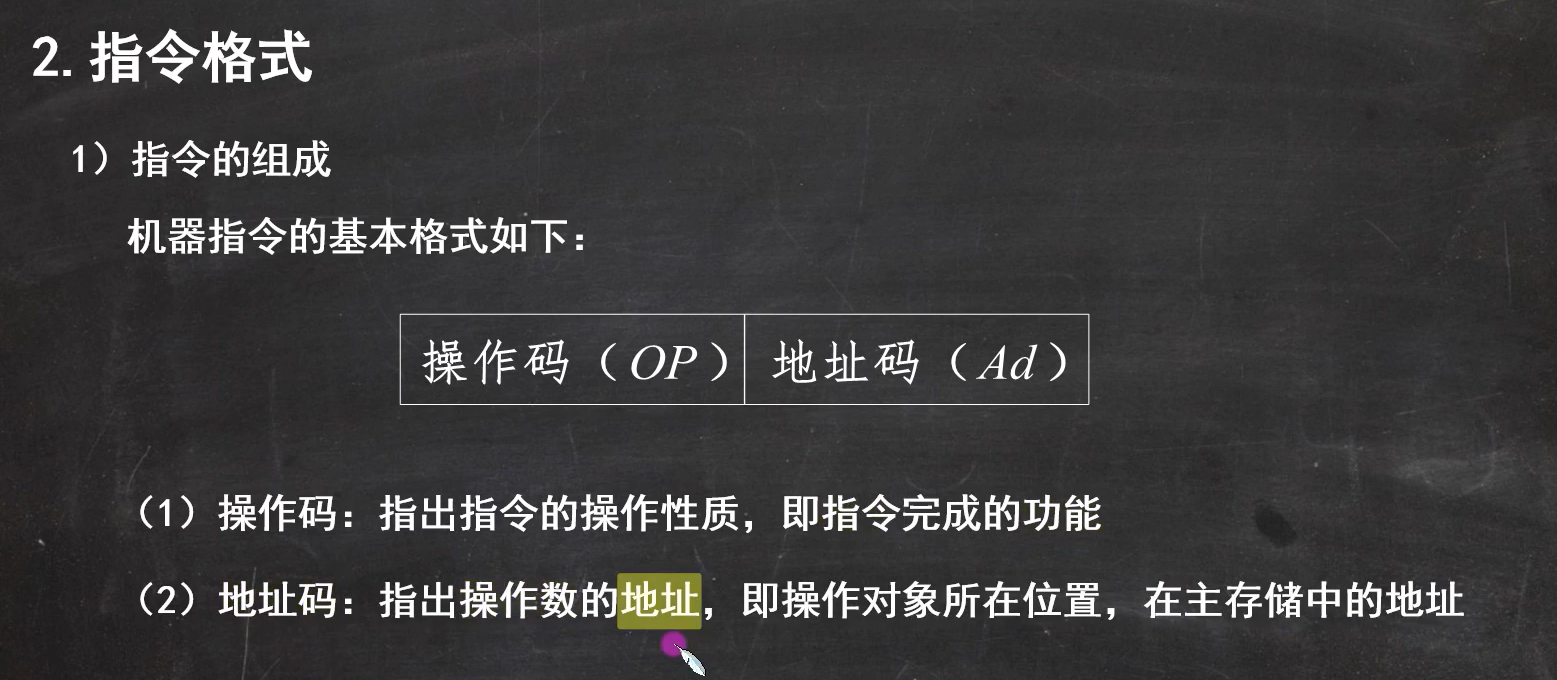 2.指令格式
1）指令的组成
机器指令的基本格式如下：
操作码（OP） 地址码（Ad）
（1）操作码：指出指令的操作性质，即指令完成的功能
（2）地址码：指出操作数的地址，即操作对象所在位置，在主存储中的地址